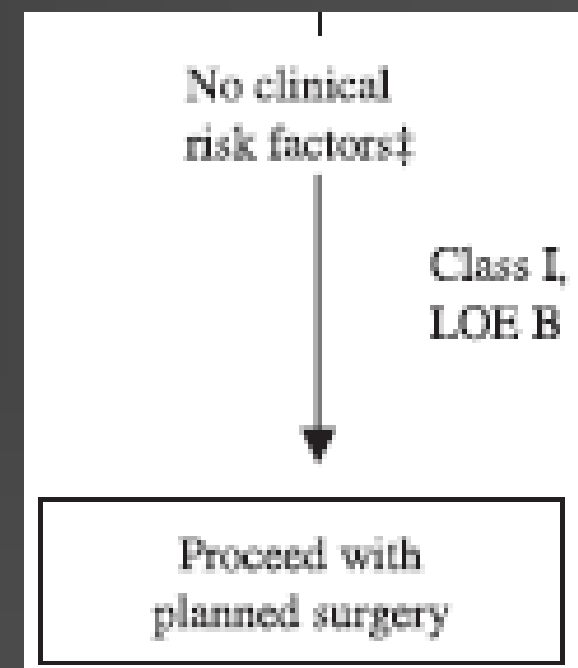 No clinical
risk factors‡
Class I,
LOE B
Proceed with
planned surgery